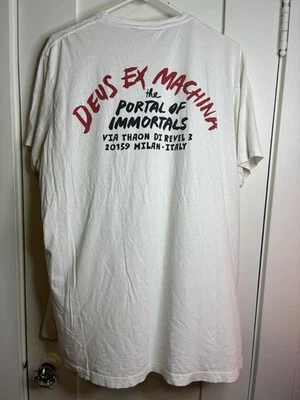 DEUS EX MACHINA
the
PORTAL OF
IMMORTALS
VIA THAON DI REVEL 3
20159 MILAN - ITALY